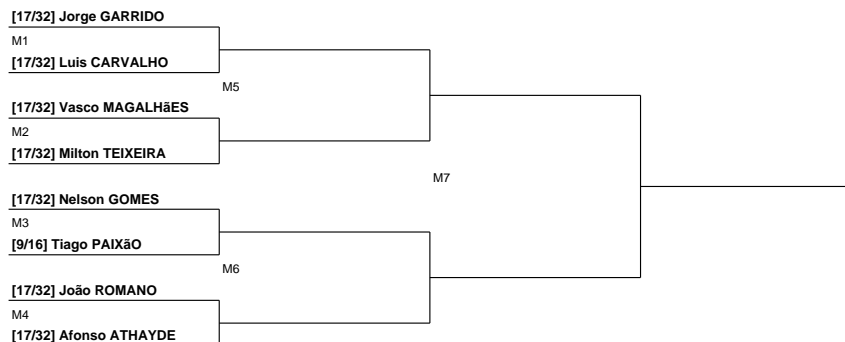 [17/32] Jorge GARRIDO
M1
[17/32] Luis CARVALHO
M5
[17/32] Vasco MAGALHãES
M2
[17/32] Milton TEIXEIRA
M7
[17/32] Nelson GOMES
M3
[9/16] Tiago PAIXãO
M6
[17/32] João ROMANO
M4
[17/32] Afonso ATHAYDE